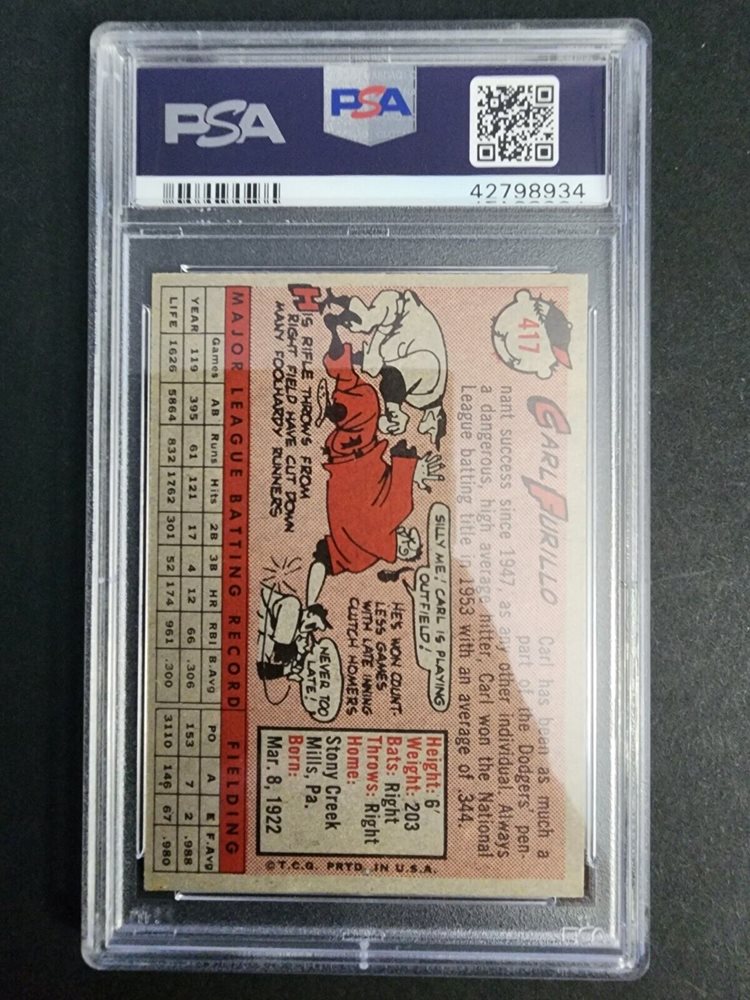 PSA
PSA
42798934
417
CARL FURILLO Carl has been as much a
part of the Dodgers' pen-
nant success since 1947, as any other individual. Always
a dangerous, high average hitter, Carl won the National
League batting title in 1953 with an average of .344.
SILLY ME! CARL IS PLAYING
OUTFIELD!
HIS RIFLE THROWS FROM
RIGHT FIELD HAVE CUT DOWN
MANY FOOLHARDY RUNNERS
HE'S WON COUNT-
LESS GAMES
WITH LATE INNING
CLUTCH HOMERS
NEVER TOO
LATE!
Height: 6'
Weight: 203
Bats: Right
Throws: Right
Home:
Stony Creek
Mills, Pa.
Born:
Mar. 8, 1922
©T.C.G. PRTD. IN U.S.A.
MAJOR LEAGUE BATTING RECORD FIELDING
Games AB Runs Hits 2B 3B HR RBI B.Avg PO A E F.Avg
YEAR 119 395 61 121 17 4 12 66 .306 153 7 2 .988
LIFE 1626 5864 832 1762 301 52 174 961 .300 3110 146 67 .980